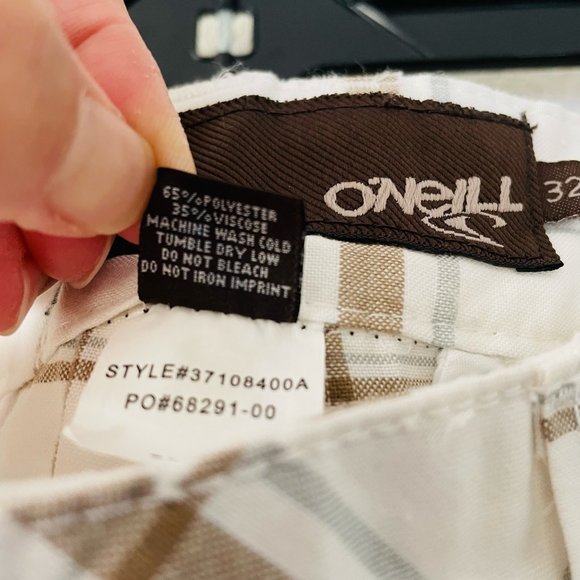 O'NEILL
32
65%POLYESTER
35%VISCOSE
MACHINE WASH COLD
TUMBLE DRY LOW
DO NOT BLEACH
DO NOT IRON IMPRINT
STYLE#37108400A
PO#68291-00